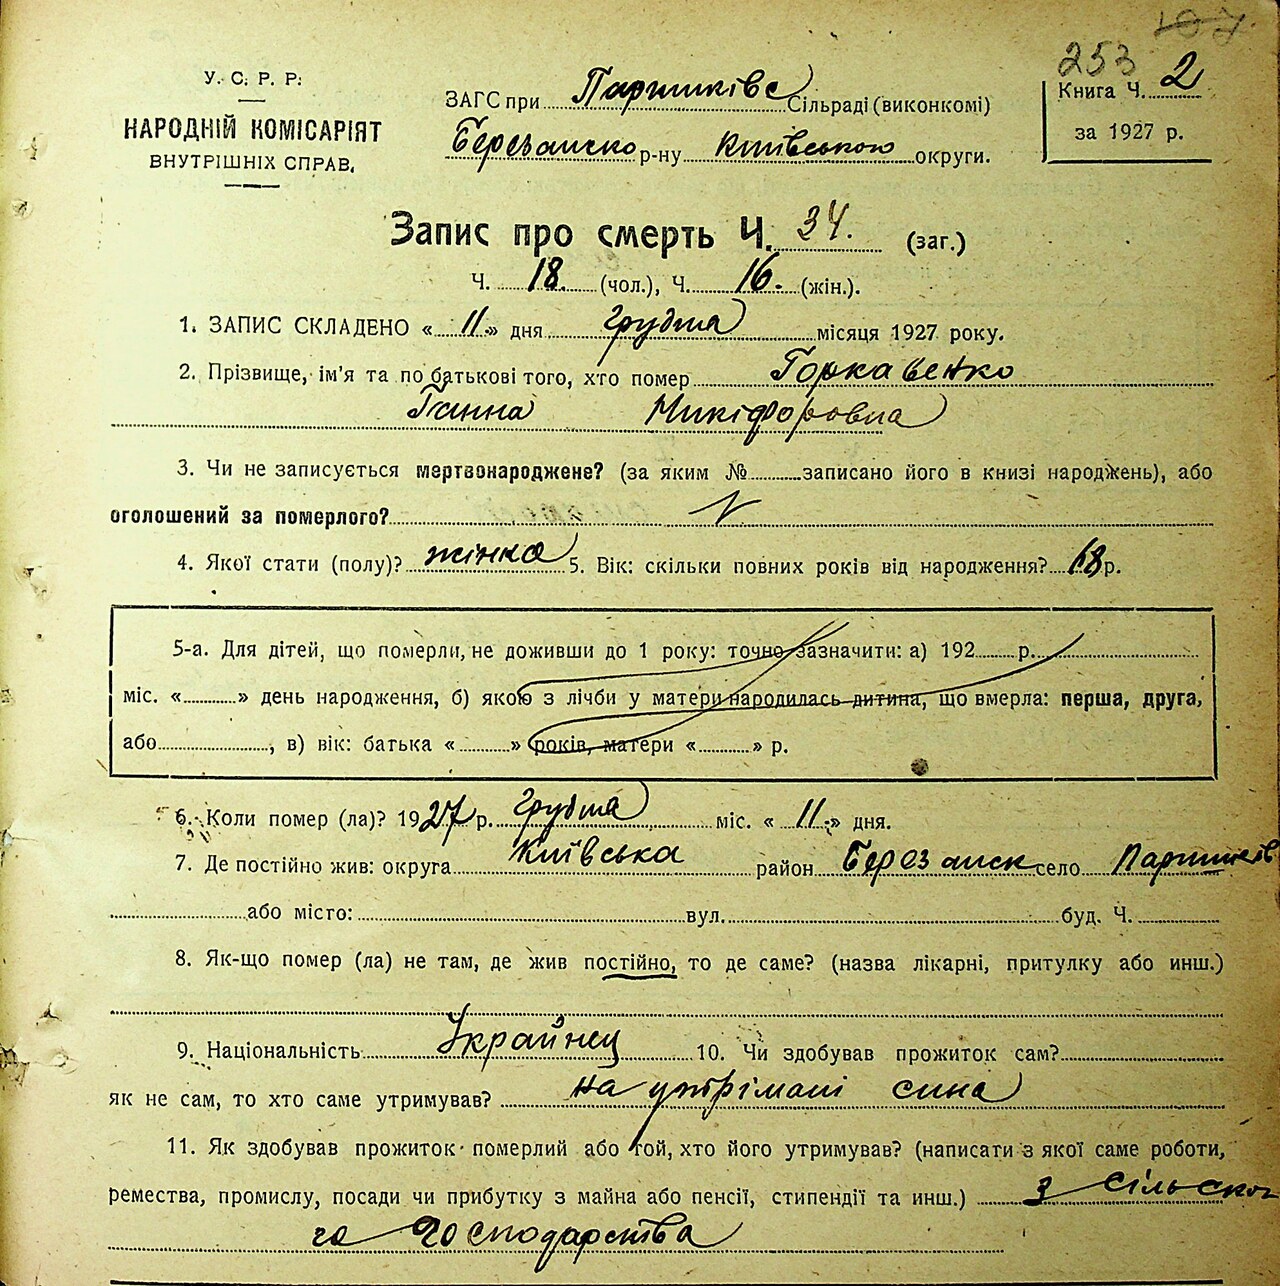 253
У. С. Р. Р.
НАРОДНІЙ КОМІСАРІЯТ
ВНУТРІШНІХ СПРАВ.
ЗАГС при Паришківс Сільраді (виконкомі)
Березанско р-ну Київською округи.
Книга Ч. 2
за 1927 р.
Запис про смерть Ч. 34. (заг.)
Ч. 18. (чол.), Ч. 16. (жін.).
1. ЗАПИС СКЛАДЕНО « 11 » дня грудня місяця 1927 року.
2. Прізвище, ім'я та по батькові того, хто помер Горкавенко
Ганна Микіфоровна
3. Чи не записується мертвонароджене? (за яким № записано його в книзі народжень), або
оголошений за померлого?
4. Якої стати (полу)? жінка 5. Вік: скільки повних років від народження? 68 р.
5-а. Для дітей, що померли, не доживши до 1 року: точно зазначити: а) 192 р.
міс. « » день народження, б) якою з лічби у матери народилась дитина, що вмерла: перша, друга,
або , в) вік: батька « » років, матери « » р.
6. Коли помер (ла)? 1927 р. грудня міс. « 11 » дня.
7. Де постійно жив: округа Київська район Березанск село Паришків
або місто: вул. буд. Ч.
8. Як-що помер (ла) не там, де жив постійно, то де саме? (назва лікарні, притулку або инш.)
9. Національність Украйнец 10. Чи здобував прожиток сам?
як не сам, то хто саме утримував? на утрімані сина
11. Як здобував прожиток померлий або той, хто його утримував? (написати з якої саме роботи,
ремества, промислу, посади чи прибутку з майна або пенсії, стипендії та инш.) з сільско
го господарства